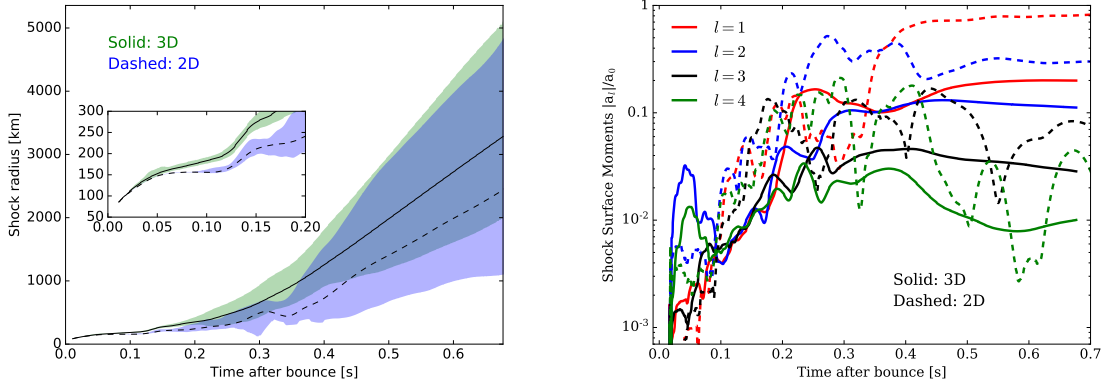 Shock radius [km]
5000
4000
3000
2000
1000
0
Solid: 3D
Dashed: 2D
300
250
200
150
100
50
0.00 0.05 0.10 0.15 0.20
0.0 0.1 0.2 0.3 0.4 0.5 0.6
Time after bounce [s]
Shock Surface Moments |a_l|/a_0
1
0.1
10^-2
10^-3
l = 1
l = 2
l = 3
l = 4
Solid: 3D
Dashed: 2D
0.0 0.1 0.2 0.3 0.4 0.5 0.6 0.7
Time after bounce [s]